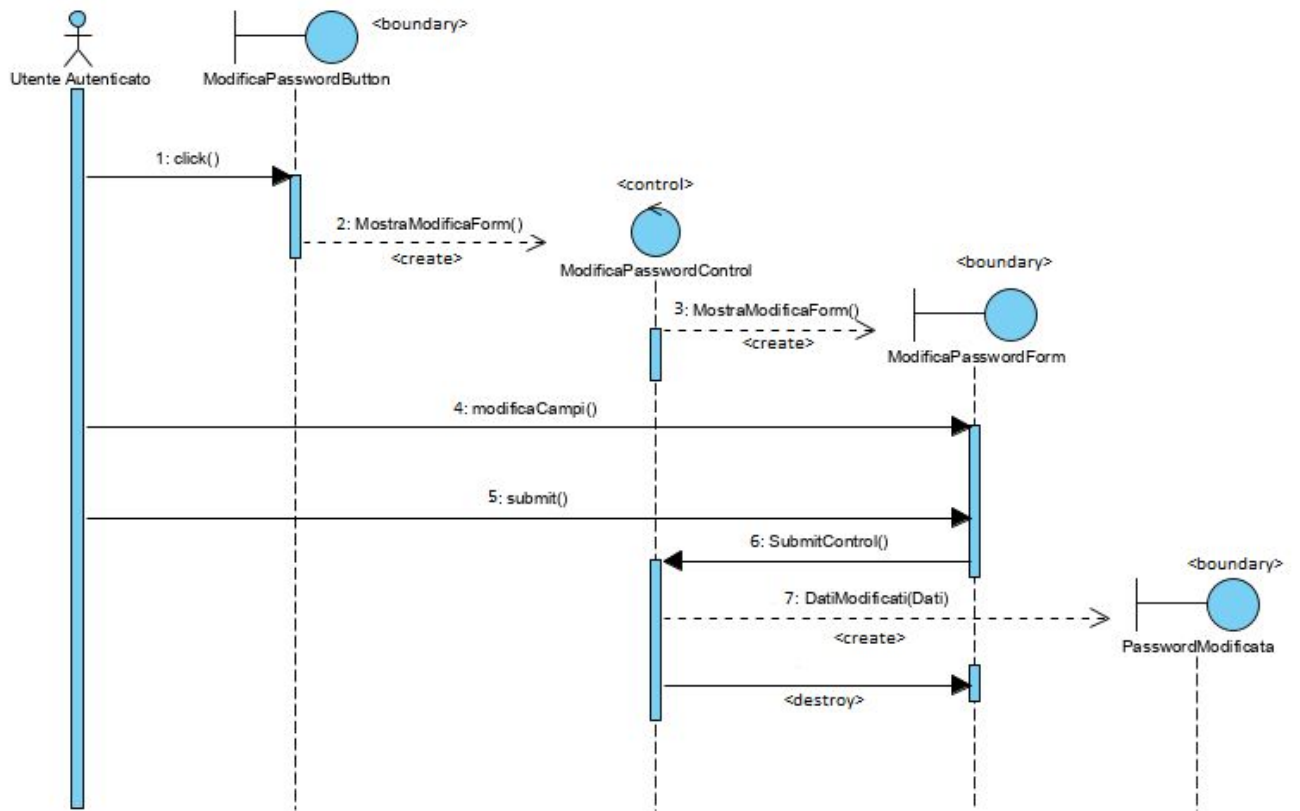 <boundary>
Utente Autenticato
ModificaPasswordButton
1: click()
<control>
2: MostraModificaForm()
<create>
ModificaPasswordControl
<boundary>
3: MostraModificaForm()
<create>
ModificaPasswordForm
4: modificaCampi()
5: submit()
6: SubmitControl()
<boundary>
7: DatiModificati(Dati)
<create>
PasswordModificata
<destroy>